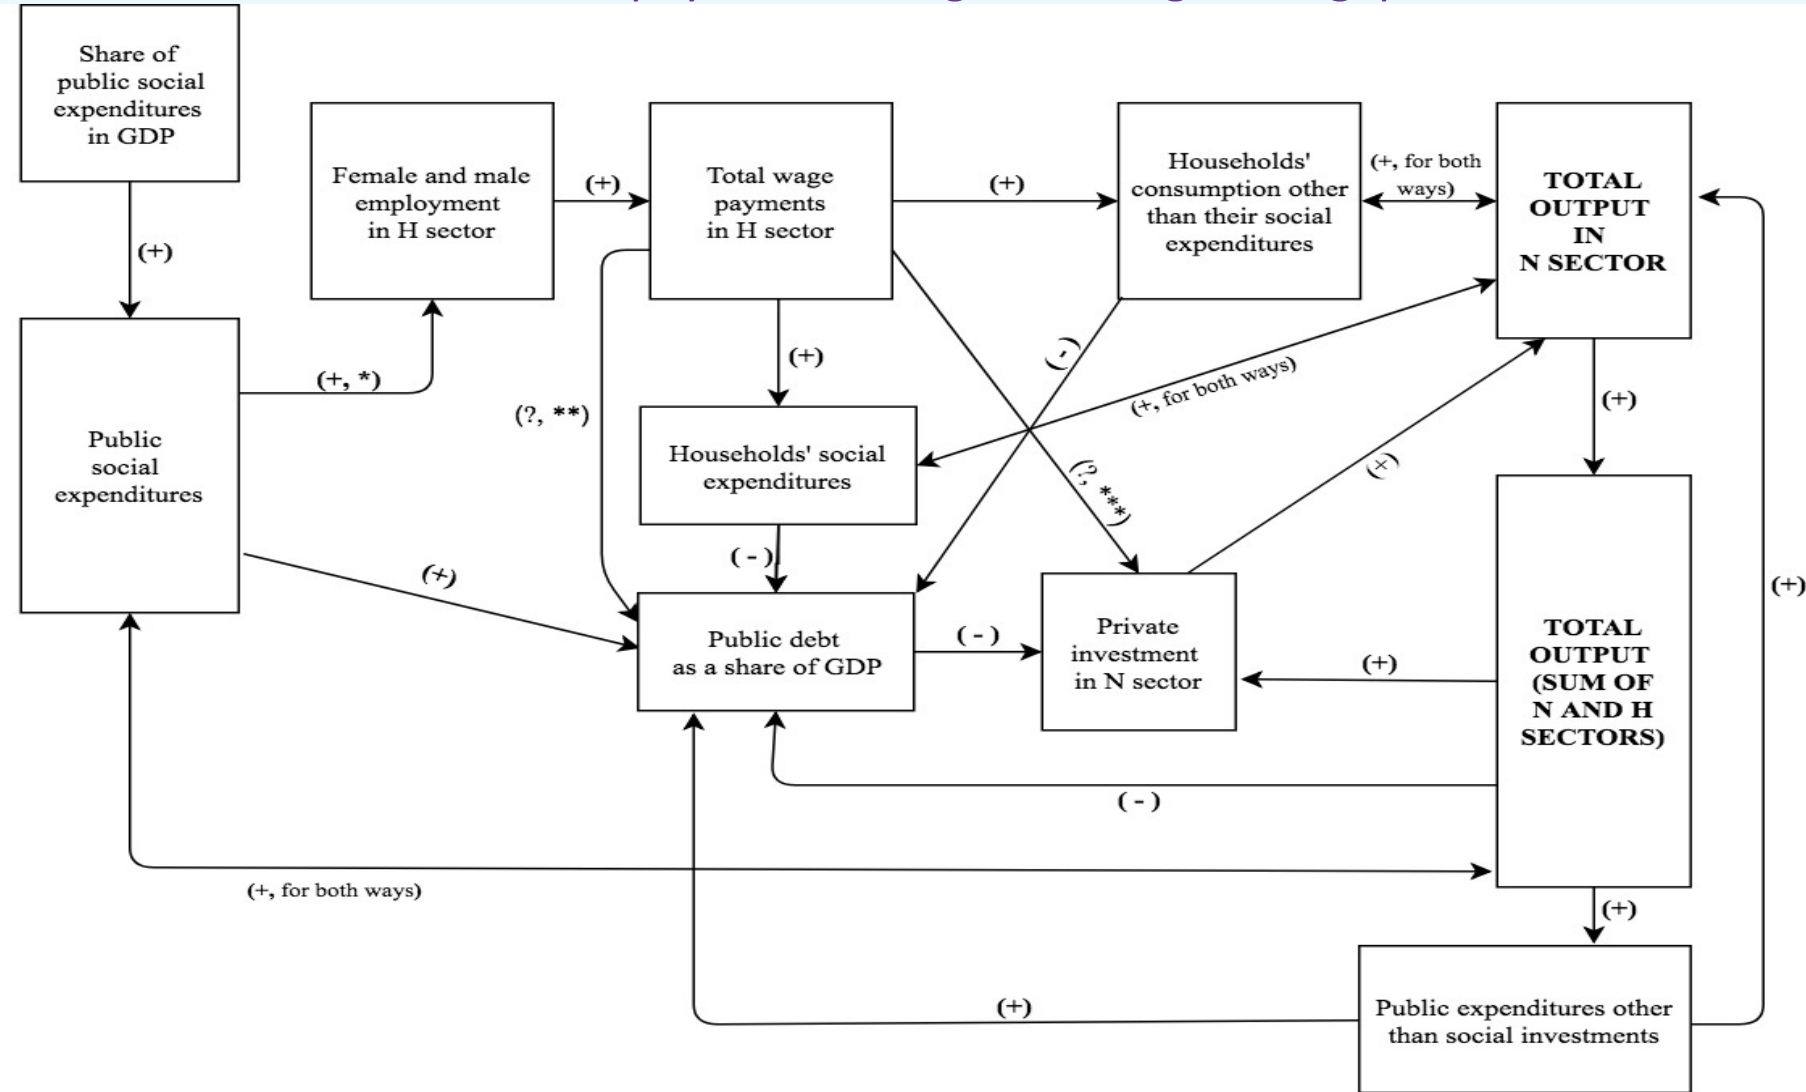 Share of
public social
expenditures
in GDP
(+)
Public
social
expenditures
(+, *)
Female and male
employment
in H sector
(+)
Total wage
payments
in H sector
(+)
Households'
consumption other
than their social
expenditures
(+, for both
ways)
TOTAL
OUTPUT
IN
N SECTOR
(?, **)
(+)
Households' social
expenditures
(-)
(+, for both ways)
(?, ***)
(+)
(+)
(+)
(-)
Public debt
as a share of GDP
(-)
Private
investment
in N sector
(+)
TOTAL
OUTPUT
(SUM OF
N AND H
SECTORS)
(+)
(-)
(+, for both ways)
(+)
(+)
Public expenditures other
than social investments